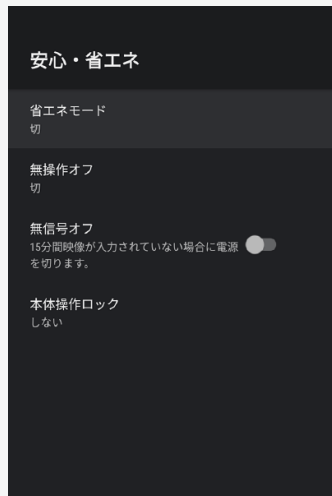 安心・省エネ
省エネモード
切
無操作オフ
切
無信号オフ
15分間映像が入力されていない場合に電源
を切ります。
本体操作ロック
しない